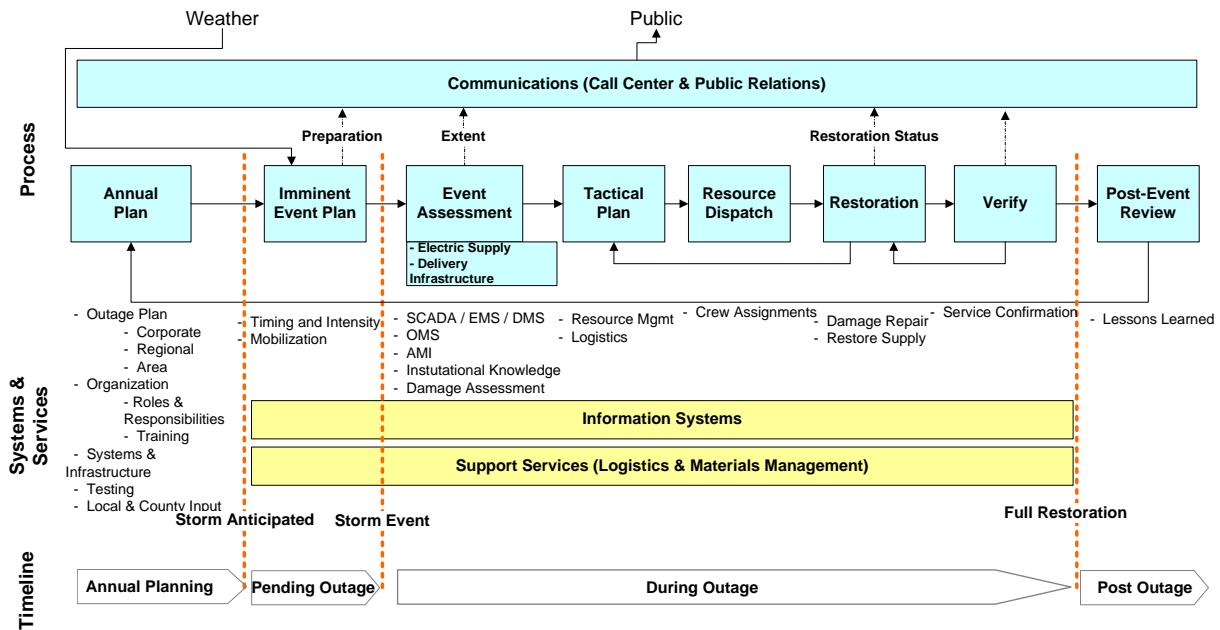 Weather
Public
Communications (Call Center & Public Relations)
Process
Preparation
Extent
Restoration Status
Annual
Plan
Imminent
Event Plan
Event
Assessment
- Electric Supply
- Delivery
Infrastructure
Tactical
Plan
Resource
Dispatch
Restoration
Verify
Post-Event
Review
Systems &
Services
- Outage Plan
- Corporate
- Regional
- Area
- Organization
- Roles &
Responsibilities
- Training
- Systems &
Infrastructure
- Testing
- Local & County Input
- Timing and Intensity
- Mobilization
- SCADA / EMS / DMS
- OMS
- AMI
- Instutational Knowledge
- Damage Assessment
- Resource Mgmt
- Logistics
- Crew Assignments
- Damage Repair
- Restore Supply
- Service Confirmation
- Lessons Learned
Information Systems
Support Services (Logistics & Materials Management)
Storm Anticipated
Storm Event
Full Restoration
Timeline
Annual Planning
Pending Outage
During Outage
Post Outage